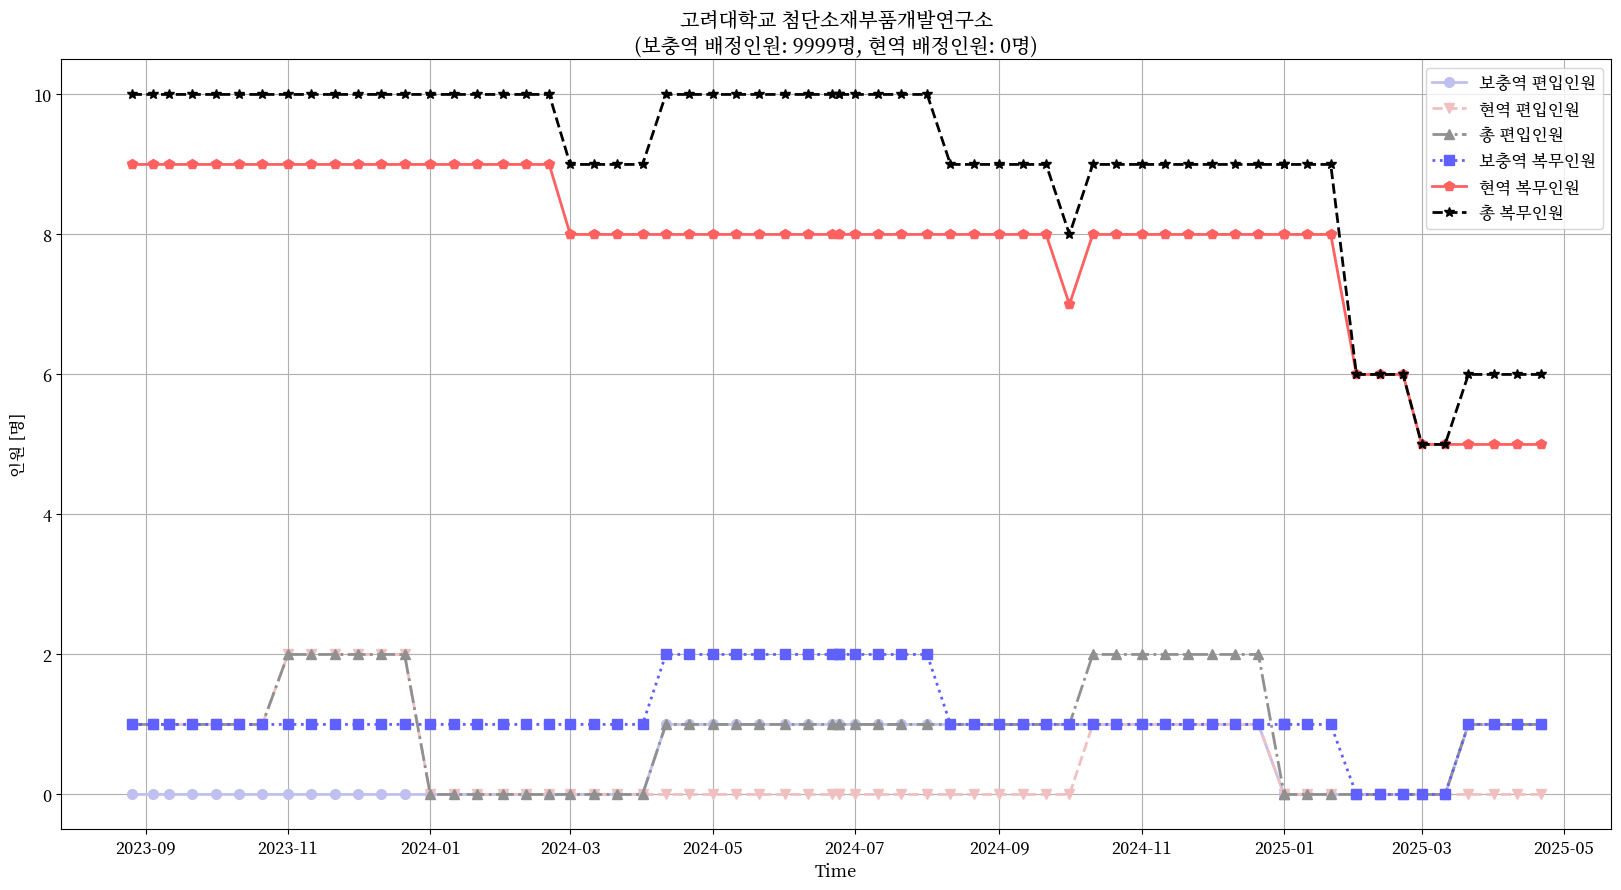 고려대학교 첨단소재부품개발연구소
(보충역 배정인원: 9999명, 현역 배정인원: 0명)
보충역 편입인원
현역 편입인원
총 편입인원
보충역 복무인원
현역 복무인원
총 복무인원
인원 [명]
10
8
6
4
2
0
2023-09
2023-11
2024-01
2024-03
2024-05
2024-07
2024-09
2024-11
2025-01
2025-03
2025-05
Time